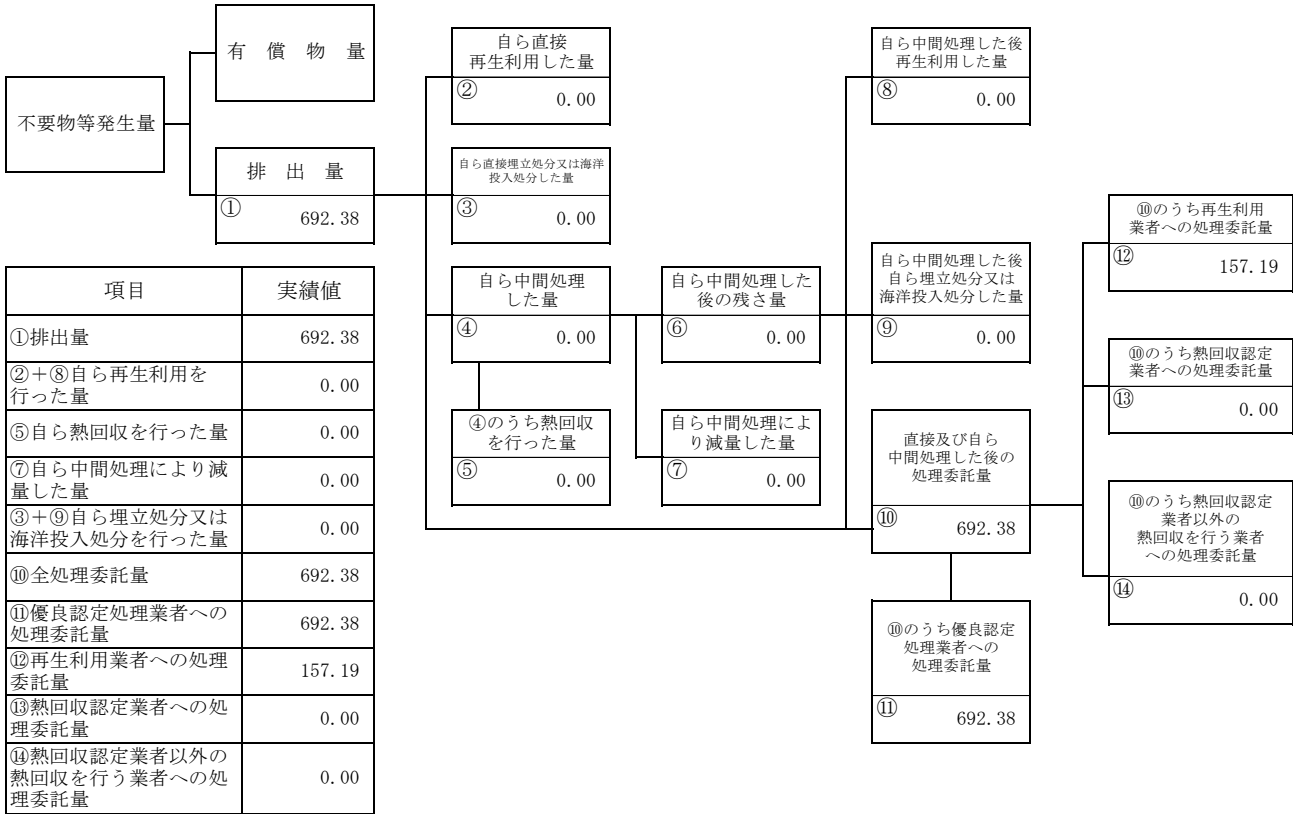 有 償 物 量
不要物等発生量
排 出 量
① 692.38
自ら直接
再生利用した量
② 0.00
自ら直接埋立処分又は海洋
投入処分した量
③ 0.00
自ら中間処理
した量
④ 0.00
④のうち熱回収
を行った量
⑤ 0.00
自ら中間処理した
後の残さ量
⑥ 0.00
自ら中間処理によ
り減量した量
⑦ 0.00
自ら中間処理した後
再生利用した量
⑧ 0.00
自ら中間処理した後
自ら埋立処分又は
海洋投入処分した量
⑨ 0.00
直接及び自ら
中間処理した後の
処理委託量
⑩ 692.38
⑩のうち優良認定
処理業者への
処理委託量
⑪ 692.38
⑩のうち再生利用
業者への処理委託量
⑫ 157.19
⑩のうち熱回収認定
業者への処理委託量
⑬ 0.00
⑩のうち熱回収認定
業者以外の
熱回収を行う業者
への処理委託量
⑭ 0.00
項目 実績値
①排出量 692.38
②+⑧自ら再生利用を
行った量 0.00
⑤自ら熱回収を行った量 0.00
⑦自ら中間処理により減
量した量 0.00
③+⑨自ら埋立処分又は
海洋投入処分を行った量 0.00
⑩全処理委託量 692.38
⑪優良認定処理業者への
処理委託量 692.38
⑫再生利用業者への処理
委託量 157.19
⑬熱回収認定業者への処
理委託量 0.00
⑭熱回収認定業者以外の
熱回収を行う業者への処
理委託量 0.00